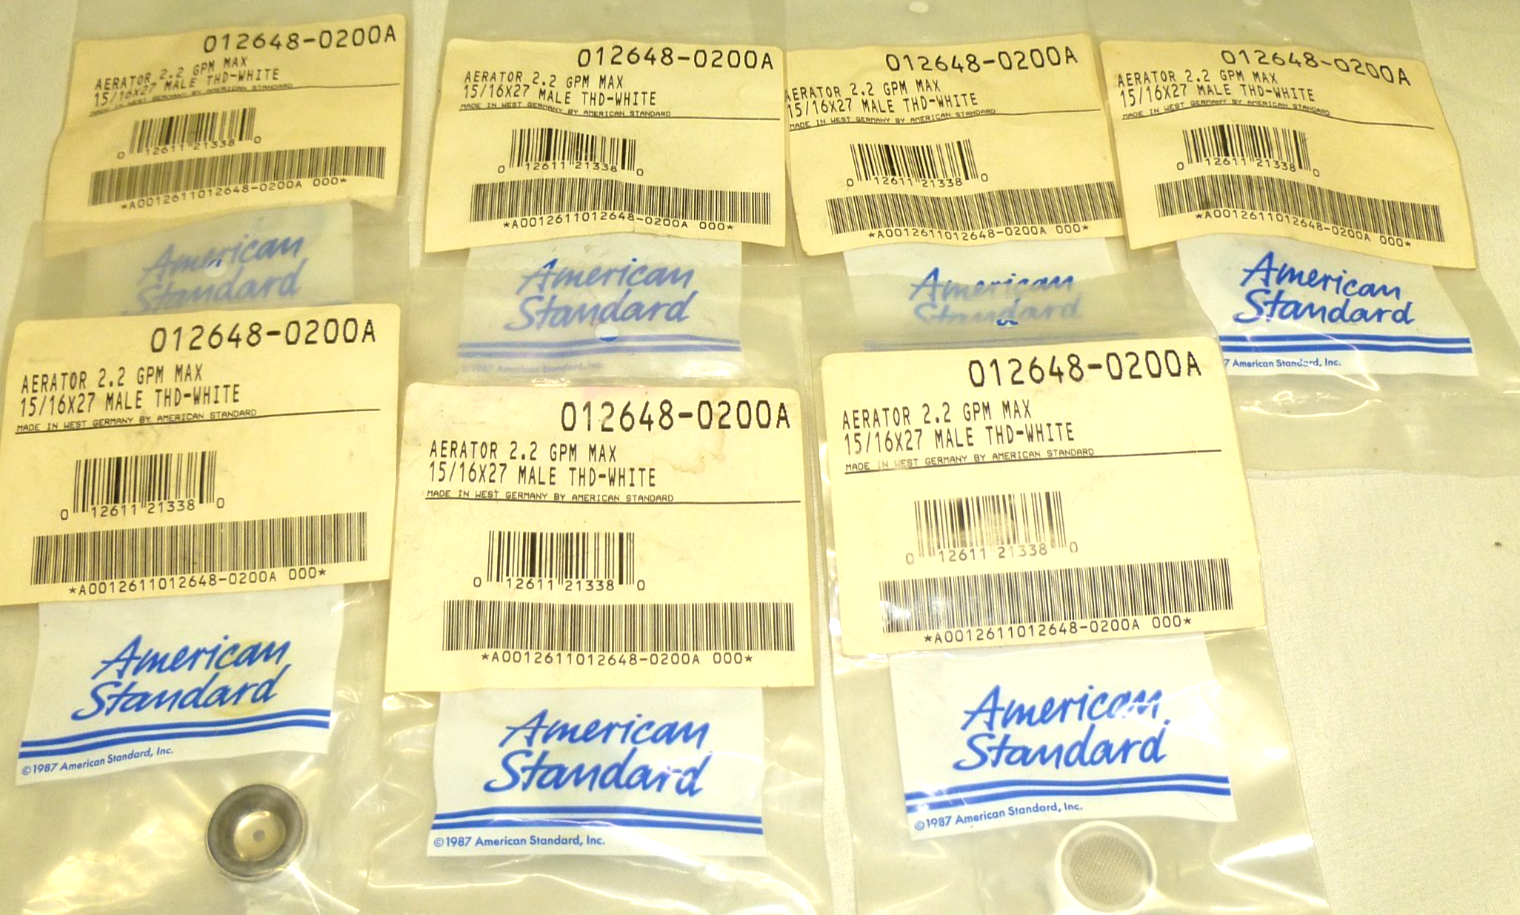 012648-0200A
AERATOR 2.2 GPM MAX
15/16X27 MALE THD-WHITE
MADE IN WEST GERMANY BY AMERICAN STANDARD
0 12611 21338 0
*A0012611012648-0200A 000*
American
Standard
012648-0200A
AERATOR 2.2 GPM MAX
15/16X27 MALE THD-WHITE
MADE IN WEST GERMANY BY AMERICAN STANDARD
0 12611 21338 0
*A0012611012648-0200A 000*
American
Standard
©1987 American Standard, Inc.
012648-0200A
AERATOR 2.2 GPM MAX
15/16X27 MALE THD-WHITE
MADE IN WEST GERMANY BY AMERICAN STANDARD
0 12611 21338 0
*A0012611012648-0200A 000*
American
Standard
012648-0200A
AERATOR 2.2 GPM MAX
15/16X27 MALE THD-WHITE
MADE IN WEST GERMANY BY AMERICAN STANDARD
0 12611 21338 0
*A0012611012648-0200A 000*
American
Standard
7 American Standard, Inc.
012648-0200A
AERATOR 2.2 GPM MAX
15/16X27 MALE THD-WHITE
MADE IN WEST GERMANY BY AMERICAN STANDARD
0 12611 21338 0
*A0012611012648-0200A 000*
American
Standard
©1987 American Standard, Inc.
012648-0200A
AERATOR 2.2 GPM MAX
15/16X27 MALE THD-WHITE
MADE IN WEST GERMANY BY AMERICAN STANDARD
0 12611 21338 0
*A0012611012648-0200A 000*
American
Standard
©1987 American Standard, Inc.
012648-0200A
AERATOR 2.2 GPM MAX
15/16X27 MALE THD-WHITE
MADE IN WEST GERMANY BY AMERICAN STANDARD
0 12611 21338 0
*A0012611012648-0200A 000*
American
Standard
©1987 American Standard, Inc.